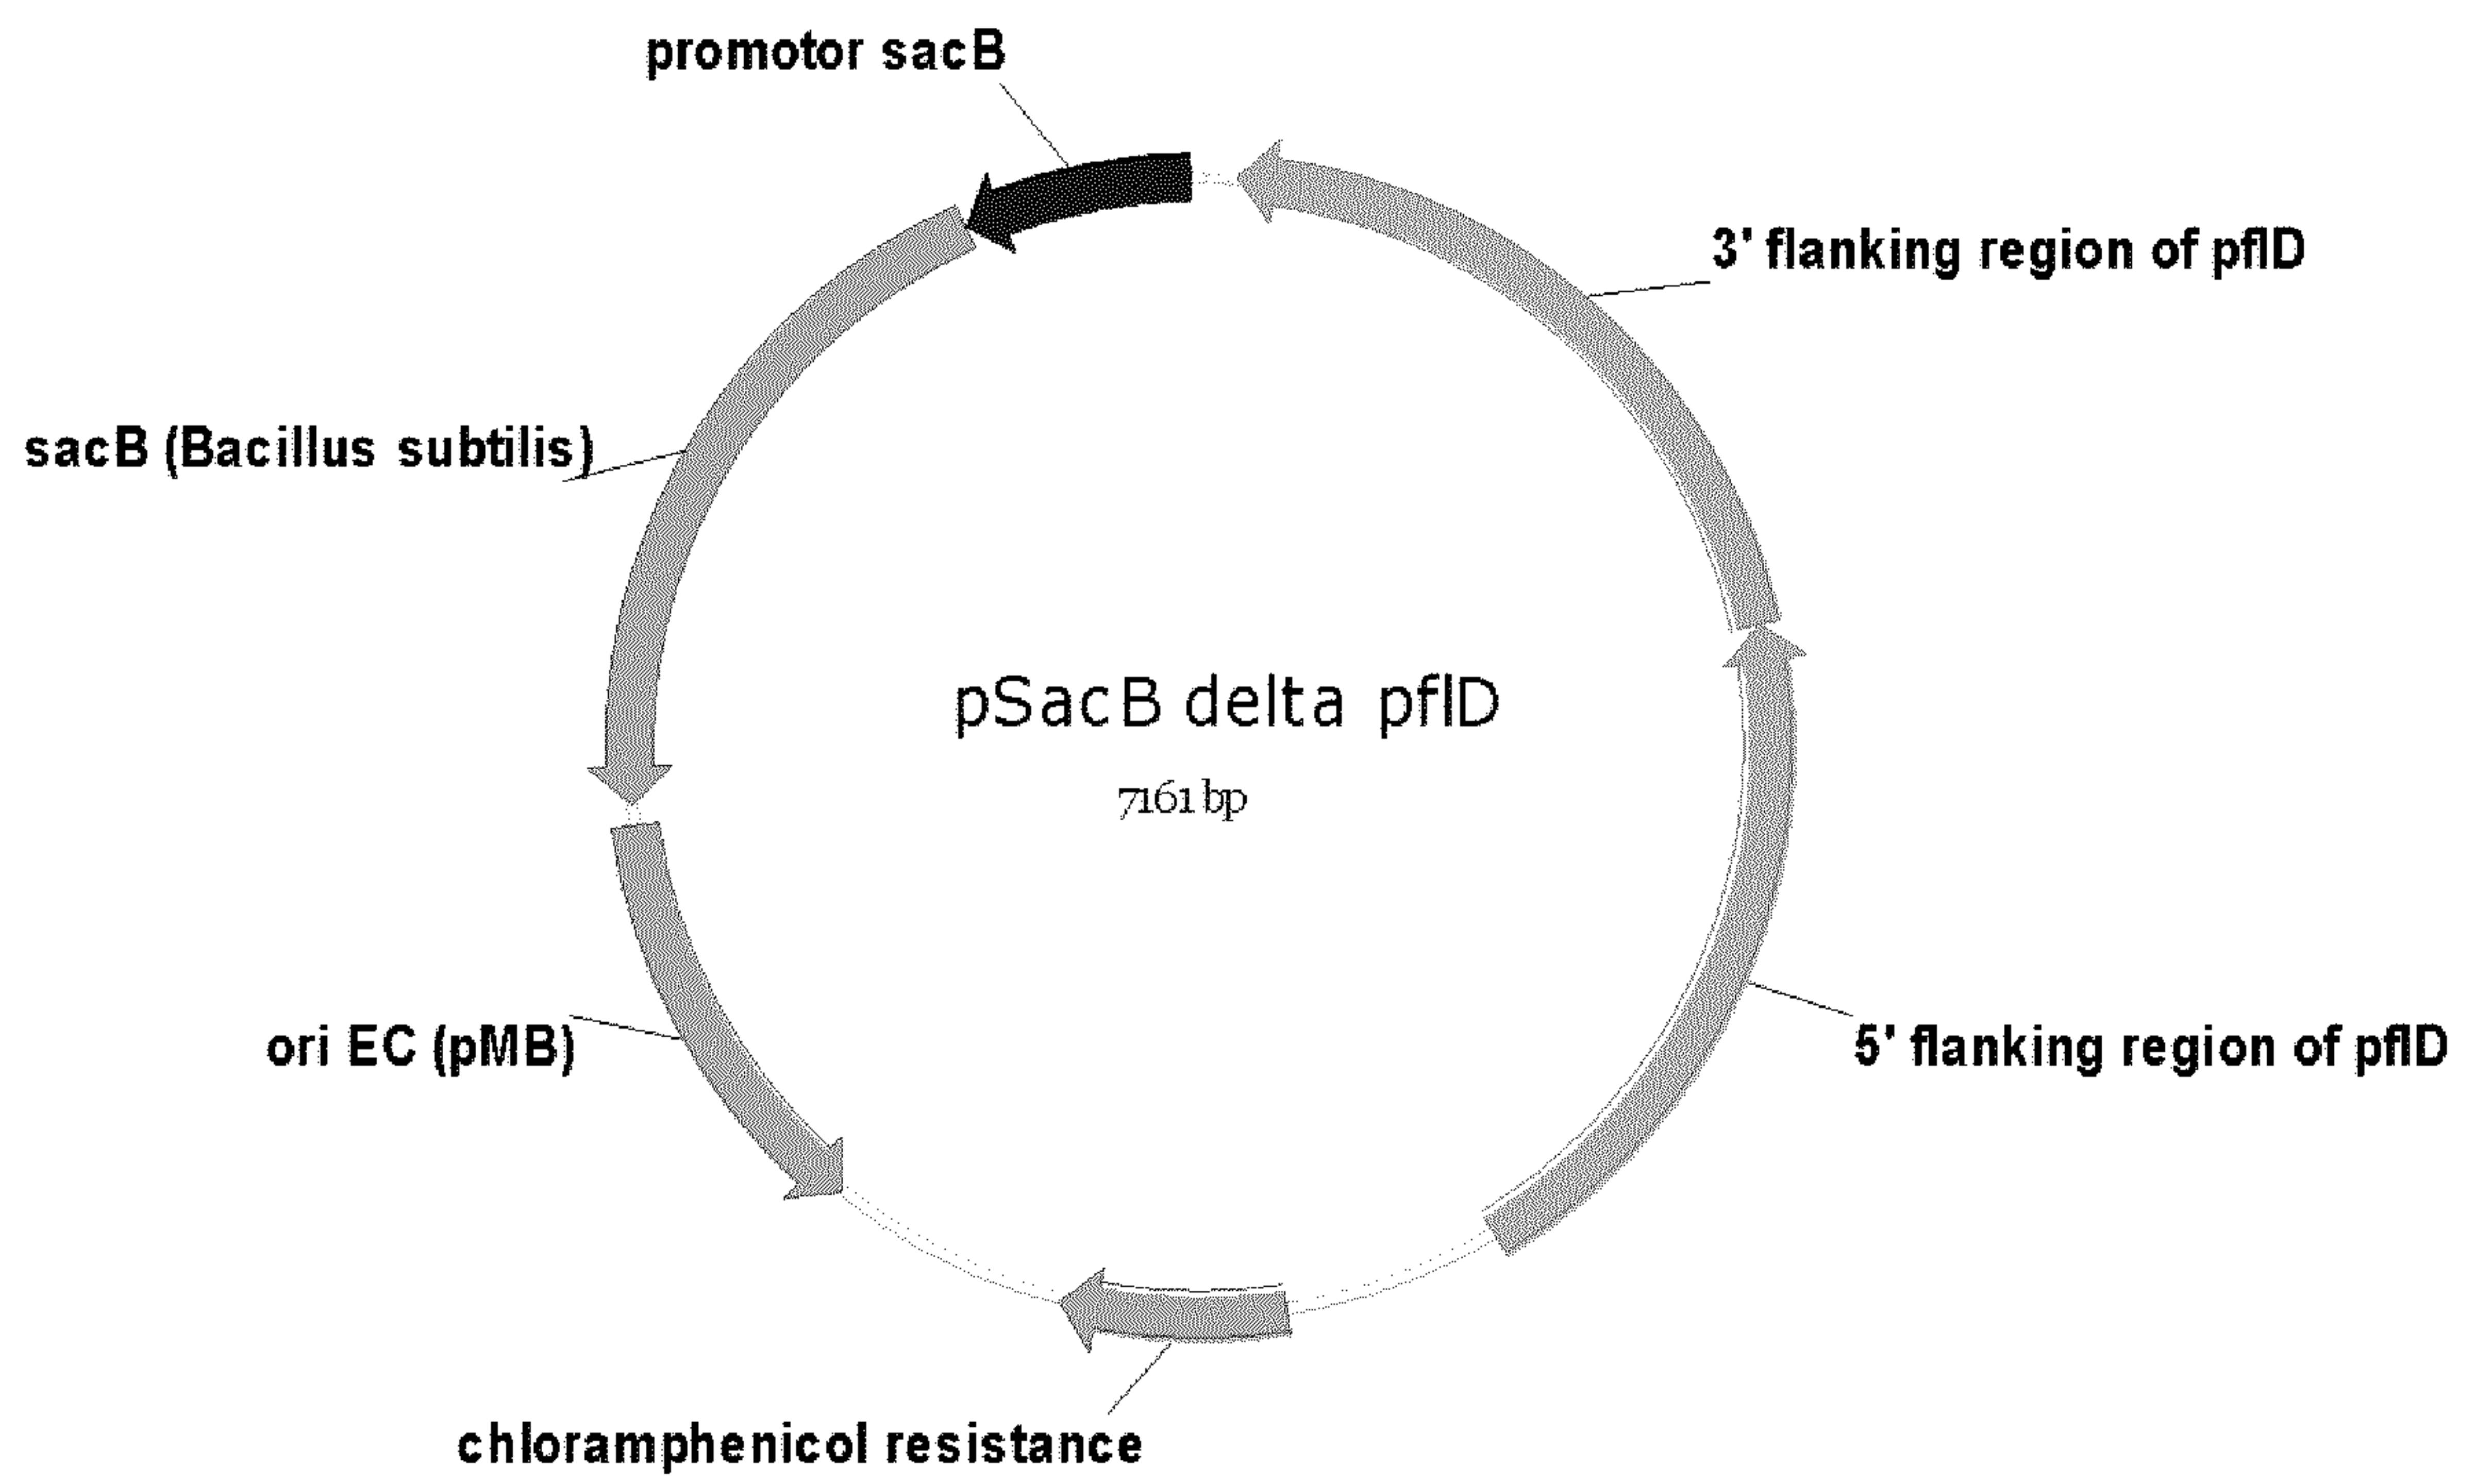 promotor sacB
3' flanking region of pflD
sacB (Bacillus subtilis)
pSacB delta pflD
7161 bp
ori EC (pMB)
5' flanking region of pflD
chloramphenicol resistance